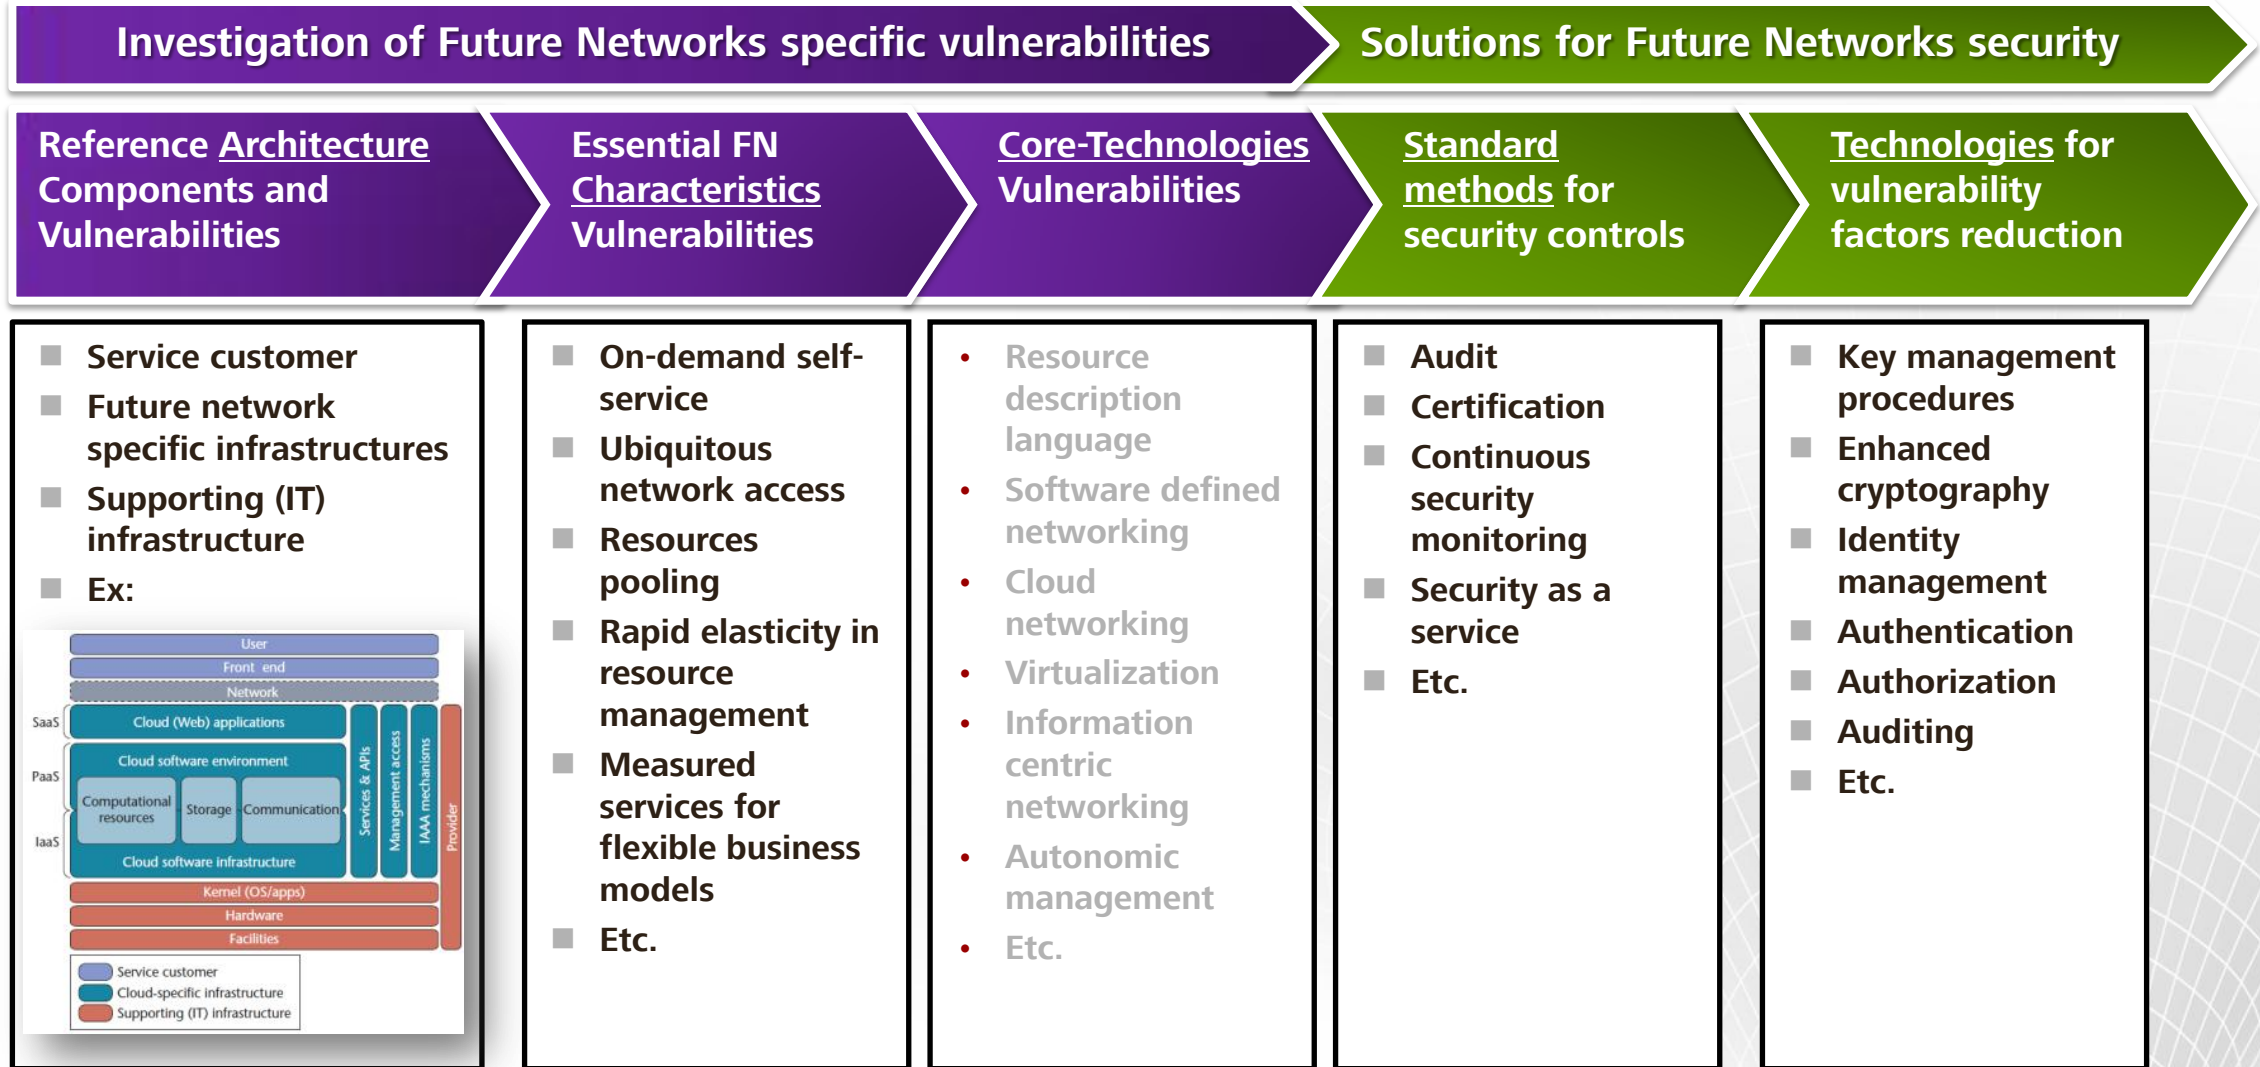 Investigation of Future Networks specific vulnerabilities
Solutions for Future Networks security
Reference Architecture
Components and
Vulnerabilities
Essential FN
Characteristics
Vulnerabilities
Core-Technologies
Vulnerabilities
Standard
methods for
security controls
Technologies for
vulnerability
factors reduction
Service customer
Future network
specific infrastructures
Supporting (IT)
infrastructure
Ex:
User
Front end
Network
SaaS
Cloud (Web) applications
PaaS
Cloud software environment
Computational
resources
Storage
Communication
IaaS
Cloud software infrastructure
Services & APIs
Management access
IAAA mechanisms
Provider
Kernel (OS/apps)
Hardware
Facilities
Service customer
Cloud-specific infrastructure
Supporting (IT) infrastructure
On-demand self-
service
Ubiquitous
network access
Resources
pooling
Rapid elasticity in
resource
management
Measured
services for
flexible business
models
Etc.
Resource
description
language
Software defined
networking
Cloud
networking
Virtualization
Information
centric
networking
Autonomic
management
Etc.
Audit
Certification
Continuous
security
monitoring
Security as a
service
Etc.
Key management
procedures
Enhanced
cryptography
Identity
management
Authentication
Authorization
Auditing
Etc.